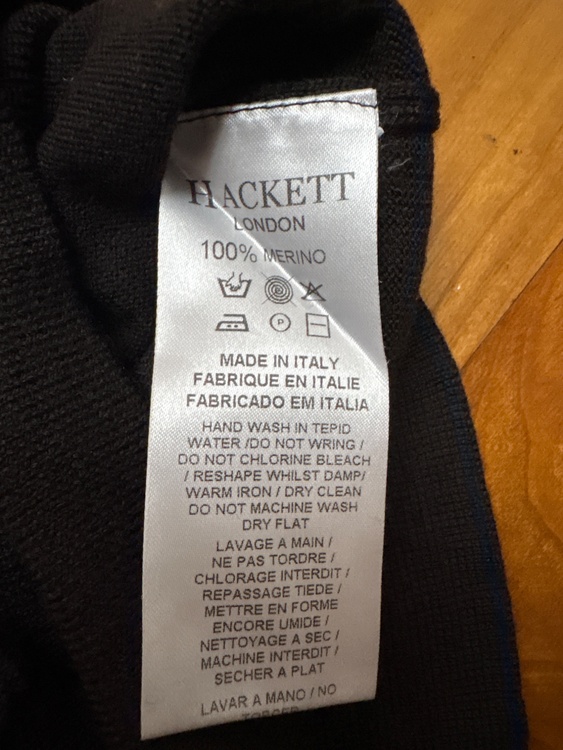 HACKETT
LONDON
100% MERINO
P
MADE IN ITALY
FABRIQUE EN ITALIE
FABRICADO EM ITALIA
HAND WASH IN TEPID
WATER /DO NOT WRING /
DO NOT CHLORINE BLEACH
/ RESHAPE WHILST DAMP/
WARM IRON / DRY CLEAN
DO NOT MACHINE WASH
DRY FLAT
LAVAGE A MAIN /
NE PAS TORDRE /
CHLORAGE INTERDIT /
REPASSAGE TIEDE /
METTRE EN FORME
ENCORE UMIDE /
NETTOYAGE A SEC /
MACHINE INTERDIT /
SECHER A PLAT
LAVAR A MANO / NO